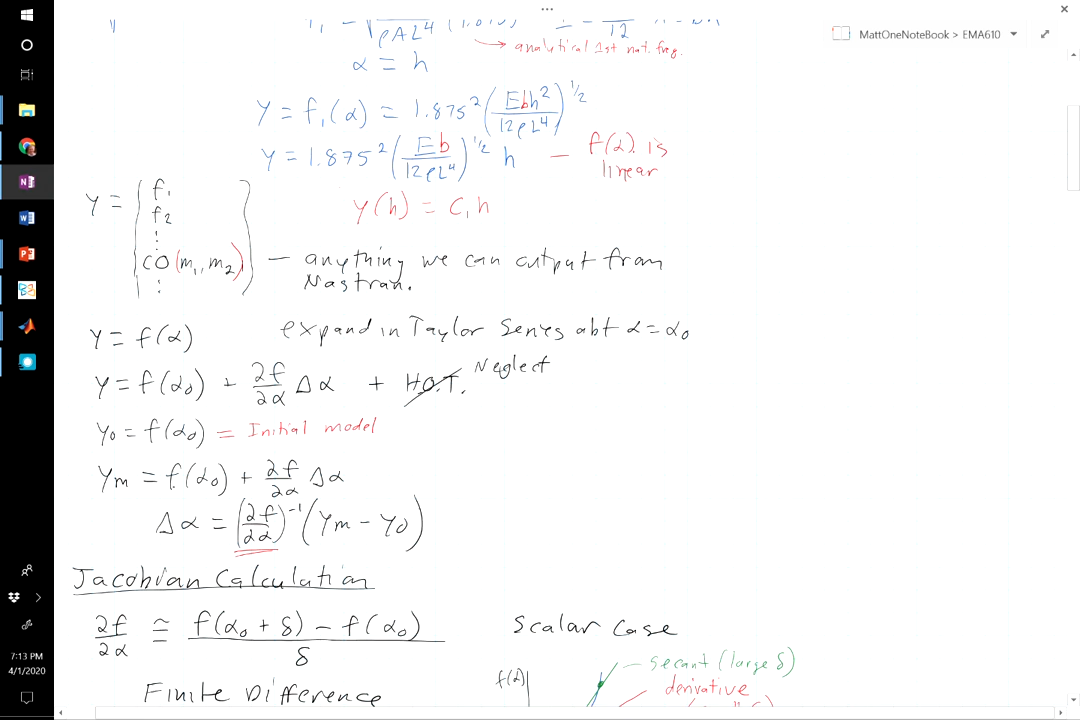 MattOneNoteBook > EMA610
ρAL⁴
12
analytical 1st nat. freq.
α = h
y = f₁(α) = 1.875² (Ebh²/12ρL⁴)^1/2
y = 1.875² (Eb/12ρL⁴)^1/2 h — f(α) is linear
y(h) = C₁h
y = { f₁
f₂
⋮
CO(m₁, m₂) — anything we can output from
Nastran.
⋮ }
y = f(α) expand in Taylor Series abt α = α₀
y = f(α₀) + ∂f/∂α Δα + H.O.T. Neglect
y₀ = f(α₀) = Initial model
ym = f(α₀) + ∂f/∂α Δα
Δα = (∂f/∂α)⁻¹ (ym - y₀)
Jacobian Calculation
∂f/∂α ≅ f(α₀ + δ) - f(α₀) / δ Scalar Case
secant (large δ)
f(α)
derivative
Finite Difference
7:13 PM
4/1/2020